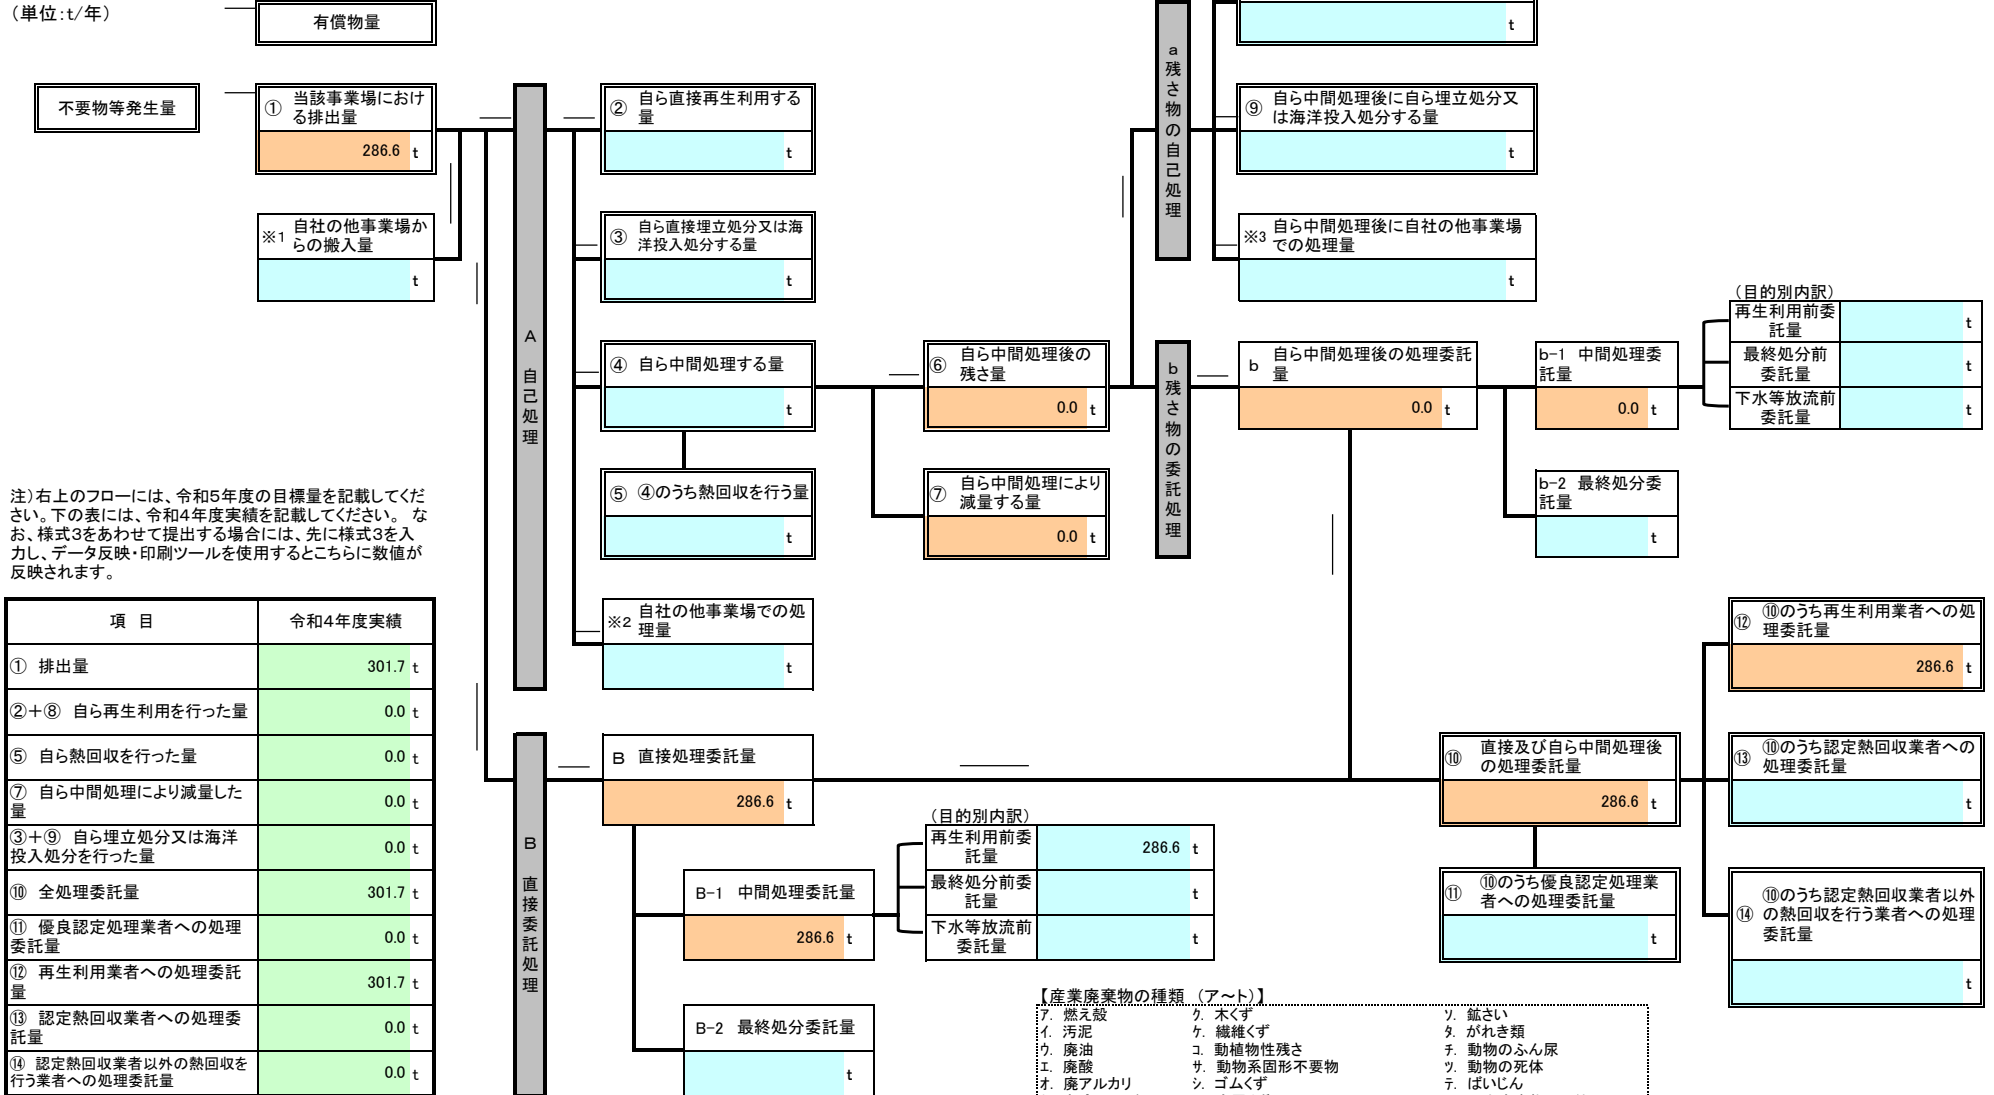 (単位:t/年)
有償物量
t
不要物等発生量
① 当該事業場におけ
る排出量
286.6 t
※1 自社の他事業場か
らの搬入量
t
A 自己処理
② 自ら直接再生利用する
量
t
③ 自ら直接埋立処分又は海
洋投入処分する量
t
④ 自ら中間処理する量
t
⑤ ④のうち熱回収を行う量
t
※2 自社の他事業場での処
理量
t
⑥ 自ら中間処理後の
残さ量
0.0 t
⑦ 自ら中間処理により
減量する量
0.0 t
a 残さ物の自己処理
⑨ 自ら中間処理後に自ら埋立処分又
は海洋投入処分する量
t
※3 自ら中間処理後に自社の他事業場
での処理量
t
b 残さ物の委託処理
b 自ら中間処理後の処理委託
量
0.0 t
b-1 中間処理委
託量
0.0 t
b-2 最終処分委
託量
t
(目的別内訳)
再生利用前委
託量
t
最終処分前
委託量
t
下水等放流前
委託量
t
注)右上のフローには、令和5年度の目標量を記載してくだ
さい。下の表には、令和4年度実績を記載してください。 な
お、様式3をあわせて提出する場合には、先に様式3を入
力し、データ反映・印刷ツールを使用するとこちらに数値が
反映されます。
項 目 令和4年度実績
① 排出量 301.7 t
②+⑧ 自ら再生利用を行った量 0.0 t
⑤ 自ら熱回収を行った量 0.0 t
⑦ 自ら中間処理により減量した
量 0.0 t
③+⑨ 自ら埋立処分又は海洋
投入処分を行った量 0.0 t
⑩ 全処理委託量 301.7 t
⑪ 優良認定処理業者への処理
委託量 0.0 t
⑫ 再生利用業者への処理委託
量 301.7 t
⑬ 認定熱回収業者への処理委
託量 0.0 t
⑭ 認定熱回収業者以外の熱回収を
行う業者への処理委託量 0.0 t
B 直接委託処理
B 直接処理委託量
286.6 t
B-1 中間処理委託量
286.6 t
B-2 最終処分委託量
t
(目的別内訳)
再生利用前委
託量
286.6 t
最終処分前委
託量
t
下水等放流前
委託量
t
⑩ 直接及び自ら中間処理後
の処理委託量
286.6 t
⑪ ⑩のうち優良認定処理業
者への処理委託量
t
⑫ ⑩のうち再生利用業者への処
理委託量
286.6 t
⑬ ⑩のうち認定熱回収業者への
処理委託量
t
⑭ ⑩のうち認定熱回収業者以外
の熱回収を行う業者への処理
委託量
t
【産業廃棄物の種類 (ア~ト)】
ア. 燃え殻 ク. 木くず ソ. 鉱さい
イ. 汚泥 ケ. 繊維くず タ. がれき類
ウ. 廃油 コ. 動植物性残さ チ. 動物のふん尿
エ. 廃酸 サ. 動物系固形不要物 ツ. 動物の死体
オ. 廃アルカリ シ. ゴムくず テ. ばいじん